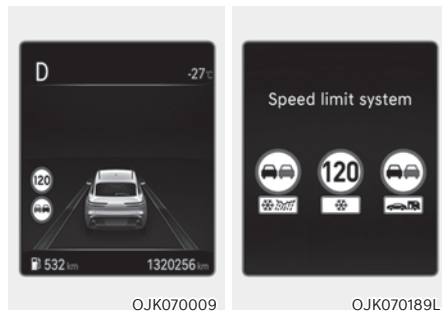 D
-27°c
120
532 km
1320256 km
OJK070009
Speed limit system
120
OJK070189L